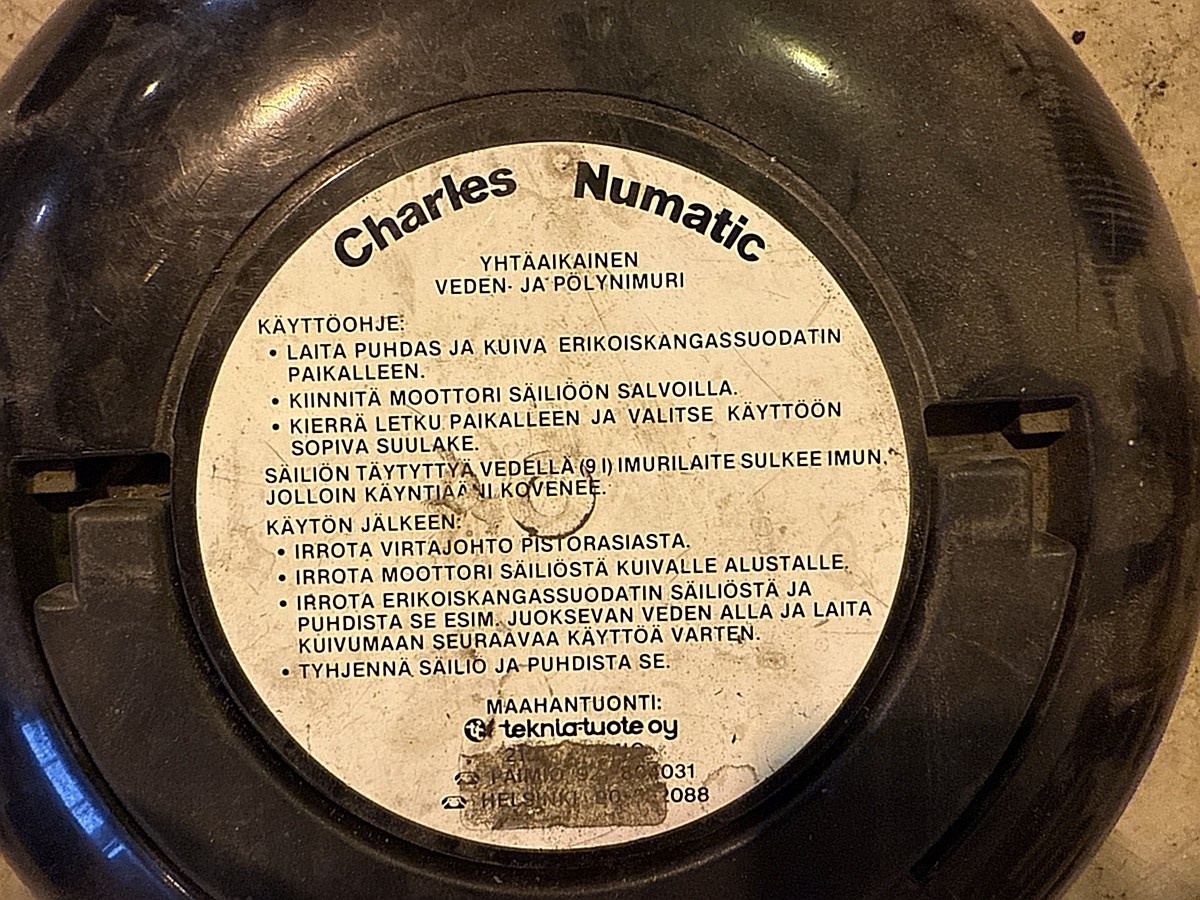 Charles Numatic
YHTÄAIKAINEN
VEDEN- JA PÖLYNIMURI
KÄYTTÖOHJE:
• LAITA PUHDAS JA KUIVA ERIKOISKANGASSUODATIN
PAIKALLEEN.
• KIINNITÄ MOOTTORI SÄILIÖÖN SALVOILLA.
• KIERRÄ LETKU PAIKALLEEN JA VALITSE KÄYTTÖÖN
SOPIVA SUULAKE.
SÄILIÖN TÄYTYTTYÄ VEDELLÄ (9 l) IMURILAITE SULKEE IMUN,
JOLLOIN KOVENEE.
KÄYTÖN JÄLKEEN:
• IRROTA VIRTAJOHTO PISTORASIASTA.
• IRROTA MOOTTORI SÄILIÖSTÄ KUIVALLE ALUSTALLE.
• IRROTA ERIKOISKANGASSUODATIN SÄILIÖSTÄ JA
PUHDISTA SE ESIM. JUOKSEVAN VEDEN ALLA JA LAITA
KUIVUMAAN SEURAAVAA KÄYTTÖÄ VARTEN.
• TYHJENNÄ SÄILIÖ JA PUHDISTA SE.
MAAHANTUONTI:
teknia-tuote oy
PAIMIO
HELSINKI